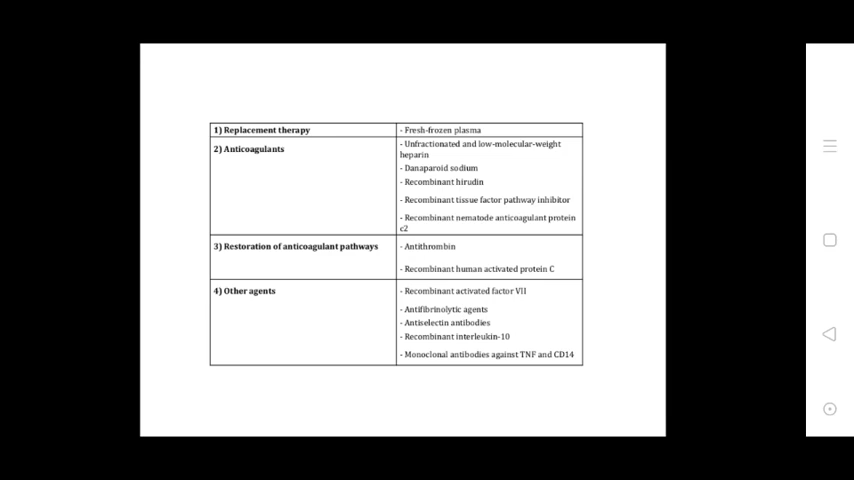 1) Replacement therapy
- Fresh-frozen plasma
2) Anticoagulants
- Unfractionated and low-molecular-weight
heparin
- Danaparoid sodium
- Recombinant hirudin
- Recombinant tissue factor pathway inhibitor
- Recombinant nematode anticoagulant protein
c2
3) Restoration of anticoagulant pathways
- Antithrombin
- Recombinant human activated protein C
4) Other agents
- Recombinant activated factor VII
- Antifibrinolytic agents
- Antiselectin antibodies
- Recombinant interleukin-10
- Monoclonal antibodies against TNF and CD14